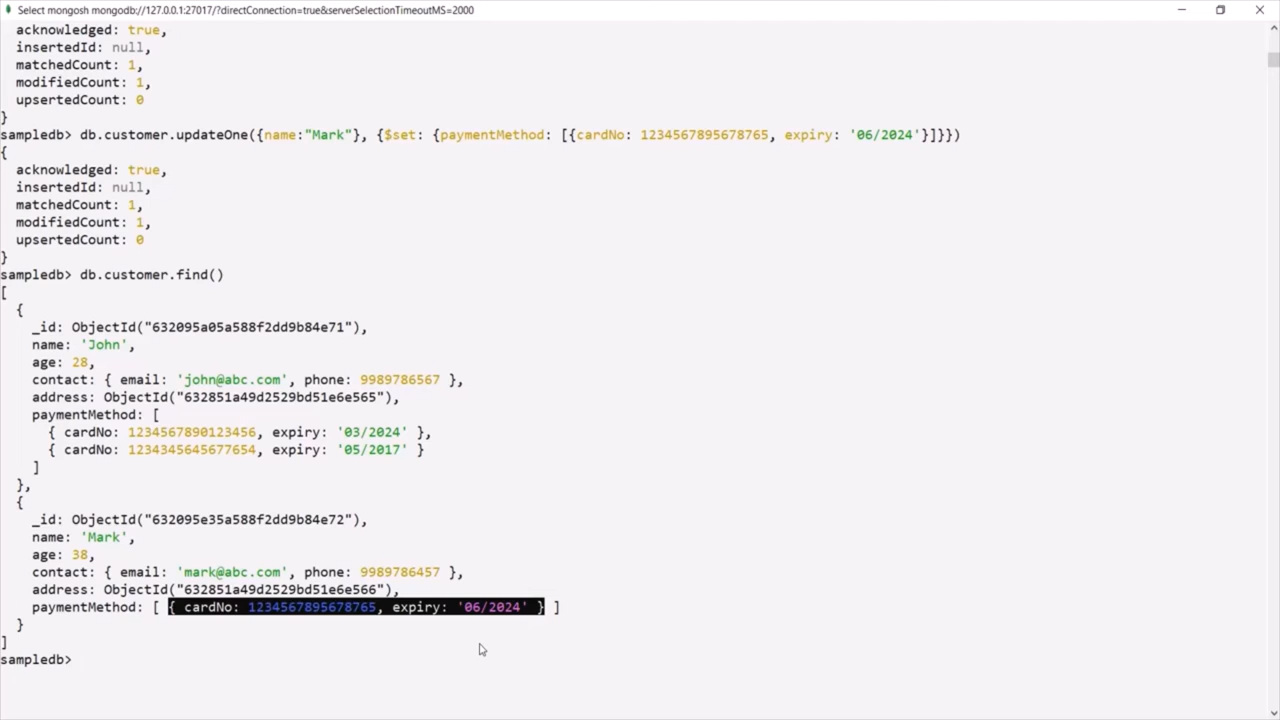 Select mongosh mongodb://127.0.0.1:27017/?directConnection=true&serverSelectionTimeoutMS=2000
acknowledged: true,
insertedId: null,
matchedCount: 1,
modifiedCount: 1,
upsertedCount: 0
}
sampledb> db.customer.updateOne({name:"Mark"}, {$set: {paymentMethod: [{cardNo: 1234567895678765, expiry: '06/2024'}]}})
{
acknowledged: true,
insertedId: null,
matchedCount: 1,
modifiedCount: 1,
upsertedCount: 0
}
sampledb> db.customer.find()
[
{
_id: ObjectId("632095a05a588f2dd9b84e71"),
name: 'John',
age: 28,
contact: { email: 'john@abc.com', phone: 9989786567 },
address: ObjectId("632851a49d2529bd51e6e565"),
paymentMethod: [
{ cardNo: 1234567890123456, expiry: '03/2024' },
{ cardNo: 1234345645677654, expiry: '05/2017' }
]
},
{
_id: ObjectId("632095e35a588f2dd9b84e72"),
name: 'Mark',
age: 38,
contact: { email: 'mark@abc.com', phone: 9989786457 },
address: ObjectId("632851a49d2529bd51e6e566"),
paymentMethod: [ { cardNo: 1234567895678765, expiry: '06/2024' } ]
}
]
sampledb>